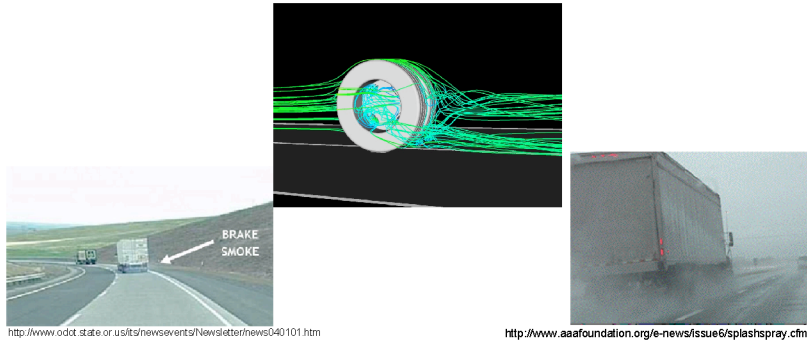 BRAKE
SMOKE
http://www.odot.state.or.us/its/newsevents/Newsletter/news040101.htm
http://www.aaafoundation.org/e-news/issue6/splashspray.cfm